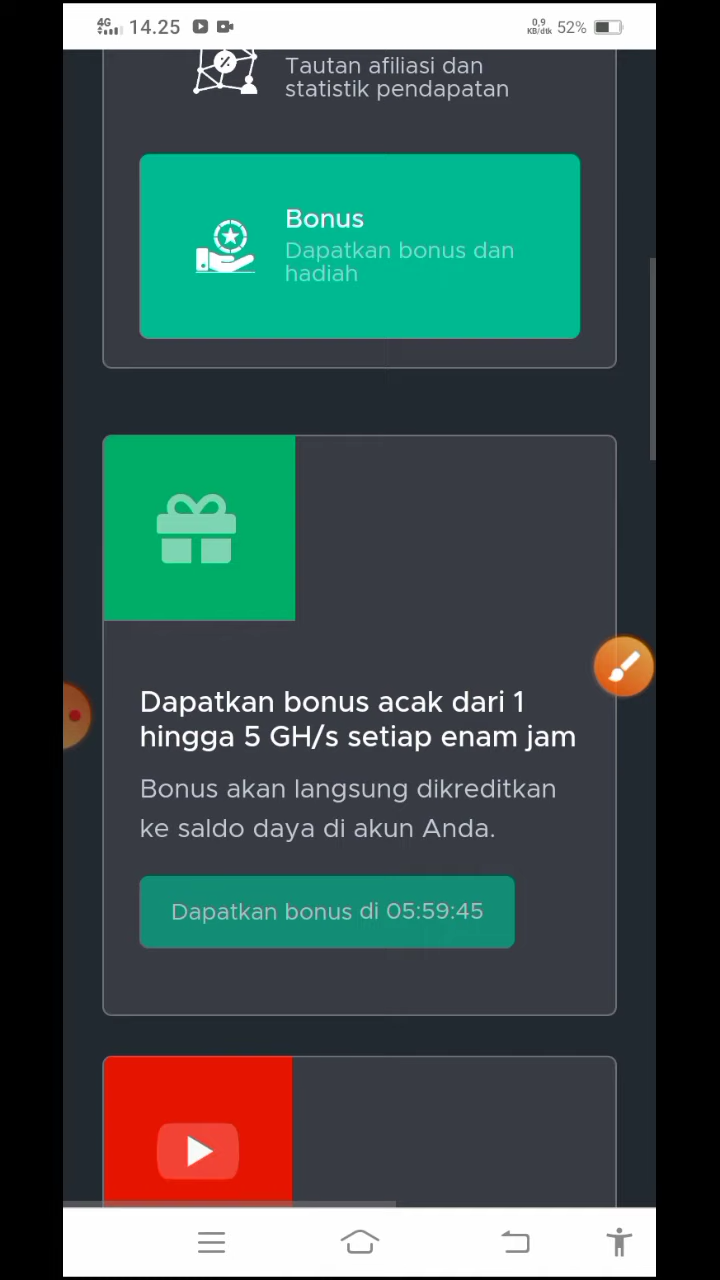 4G 14.25 0,9 KB/dtk 52%
Tautan afiliasi dan
statistik pendapatan
Bonus
Dapatkan bonus dan
hadiah
Dapatkan bonus acak dari 1
hingga 5 GH/s setiap enam jam
Bonus akan langsung dikreditkan
ke saldo daya di akun Anda.
Dapatkan bonus di 05:59:45